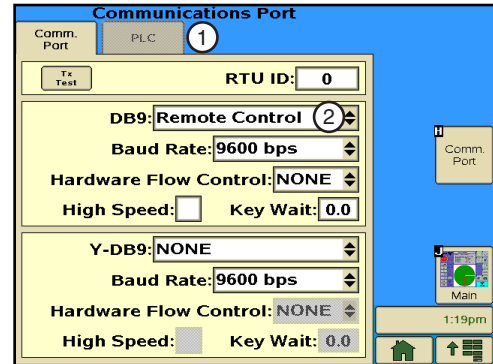 Communications Port
Comm. Port
PLC
1
Tx Test
RTU ID: 0
DB9: Remote Control 2
Baud Rate: 9600 bps
Hardware Flow Control: NONE
High Speed: Key Wait: 0.0
Y-DB9: NONE
Baud Rate: 9600 bps
Hardware Flow Control: NONE
High Speed: Key Wait: 0.0
H
Comm. Port
J
Main
1:19pm